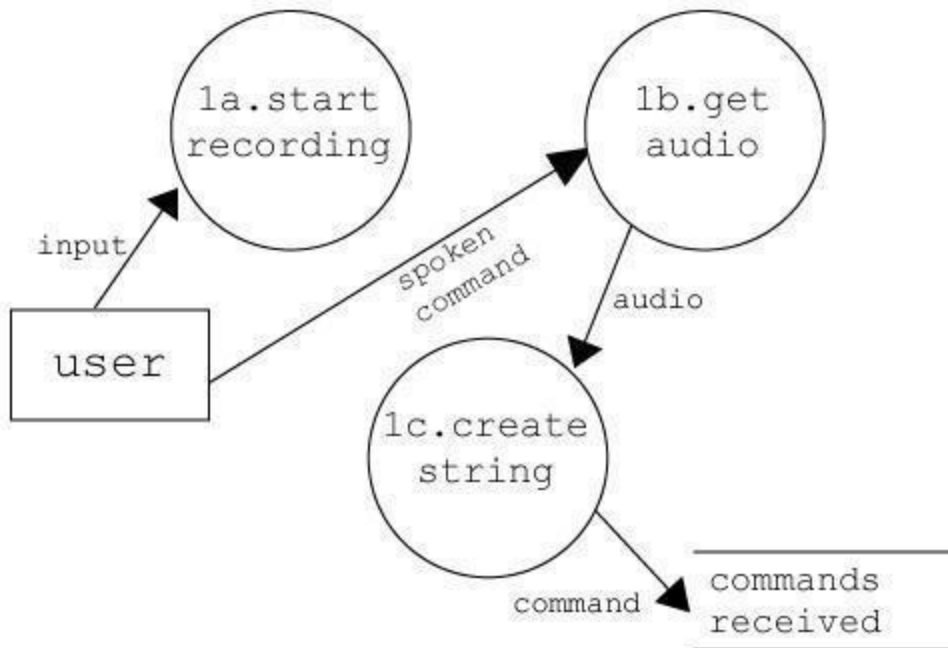 1a.start
recording
1b.get
audio
input
spoken
command
audio
user
1c.create
string
command
commands
received